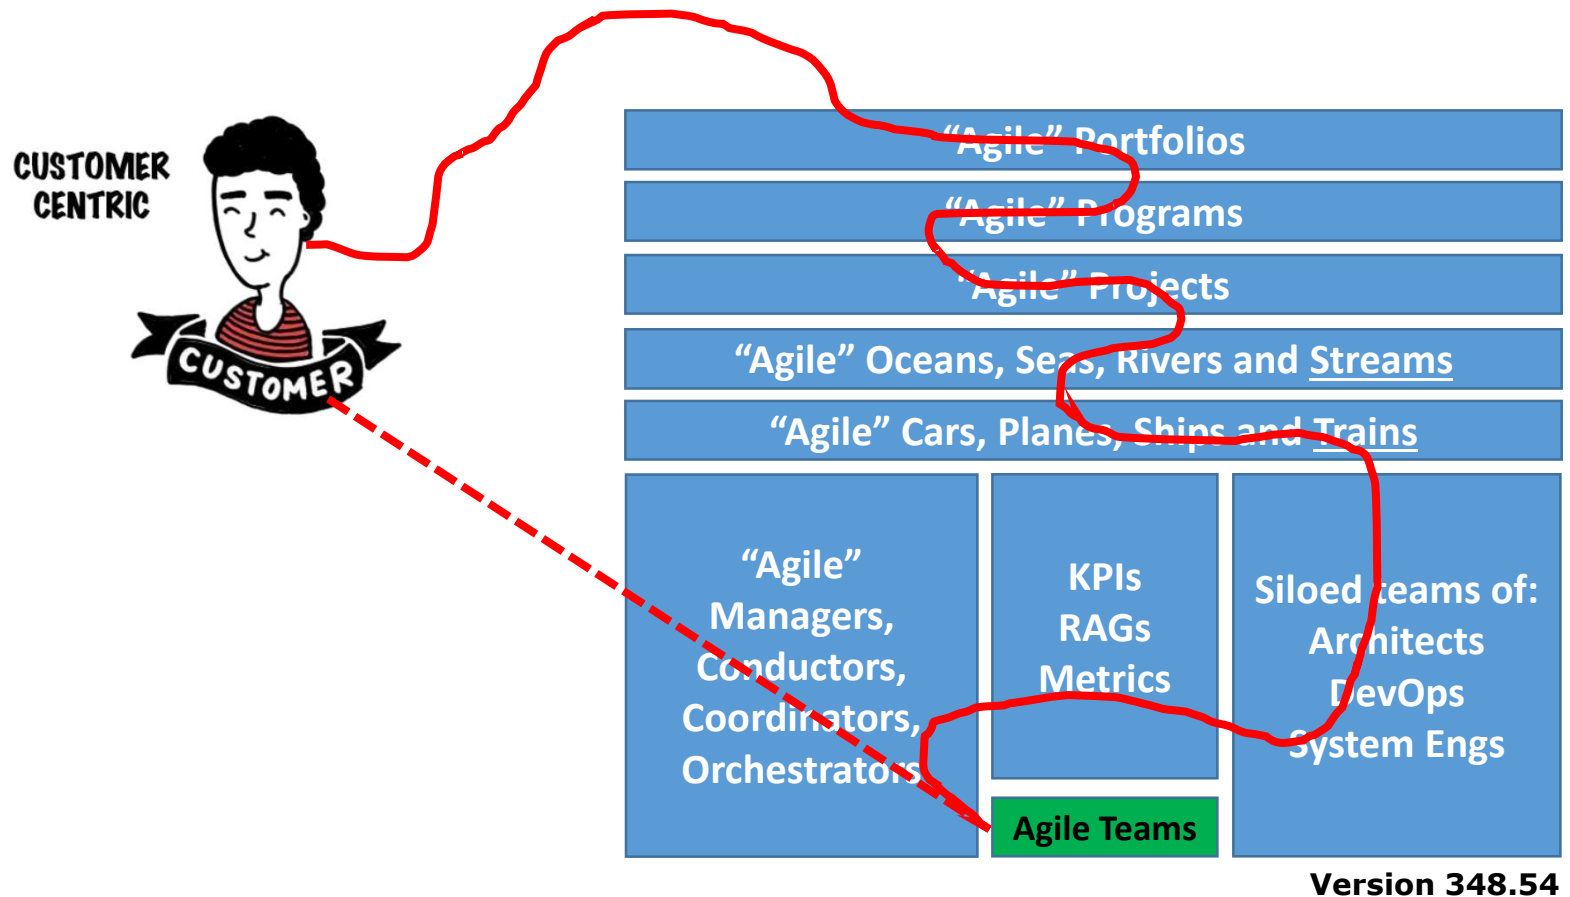 CUSTOMER
CENTRIC
CUSTOMER
“Agile” Portfolios
“Agile” Programs
“Agile” Projects
“Agile” Oceans, Seas, Rivers and Streams
“Agile” Cars, Planes, Ships and Trains
“Agile”
Managers,
Conductors,
Coordinators,
Orchestrators
KPIs
RAGs
Metrics
Siloed teams of:
Architects
DevOps
System Engs
Agile Teams
Version 348.54